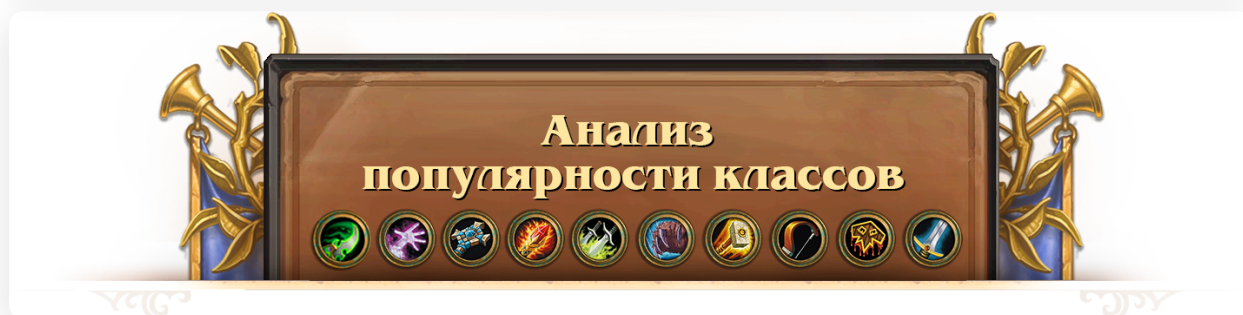 Анализ
популярности классов